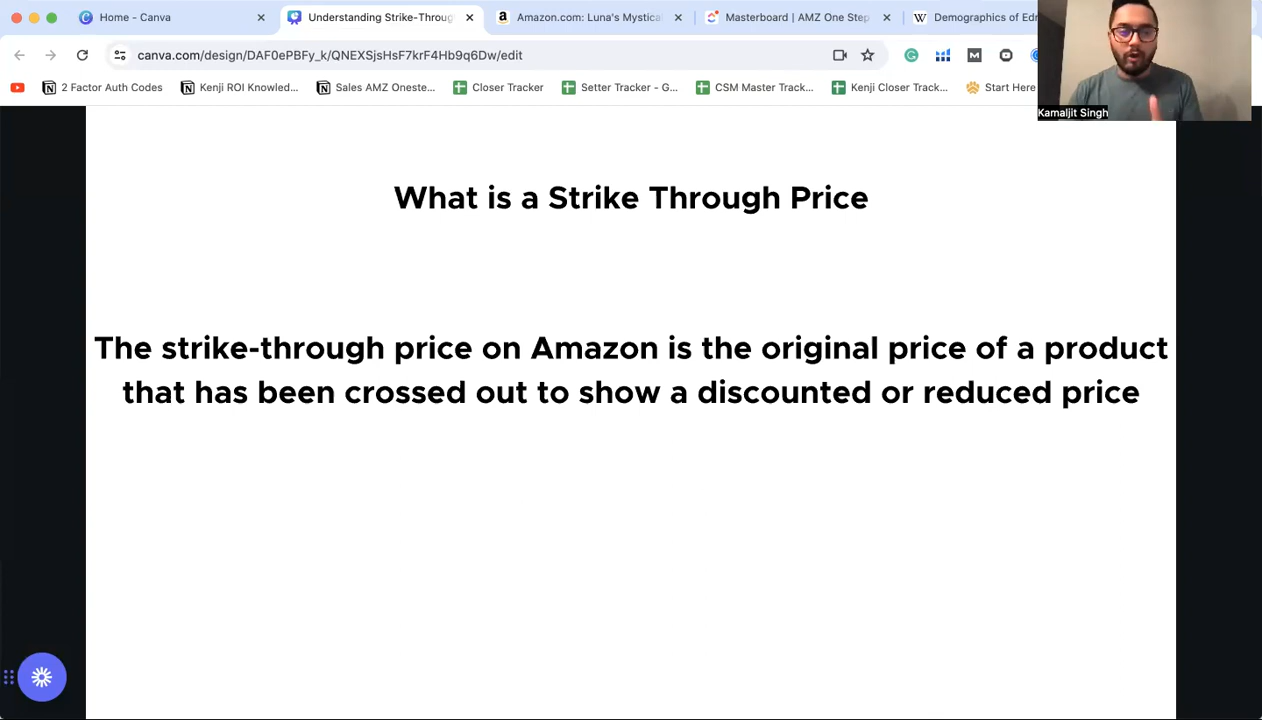 Home - Canva
Understanding Strike-Throug
Amazon.com: Luna's Mystical
Masterboard | AMZ One Step
Demographics of Edm
canva.com/design/DAF0ePBFy_k/QNEXSjsHsF7krF4Hb9q6Dw/edit
2 Factor Auth Codes
Kenji ROI Knowled...
Sales AMZ Oneste...
Closer Tracker
Setter Tracker - G...
CSM Master Track...
Kenji Closer Track...
Start Here
Kamaljit Singh
What is a Strike Through Price
The strike-through price on Amazon is the original price of a product
that has been crossed out to show a discounted or reduced price